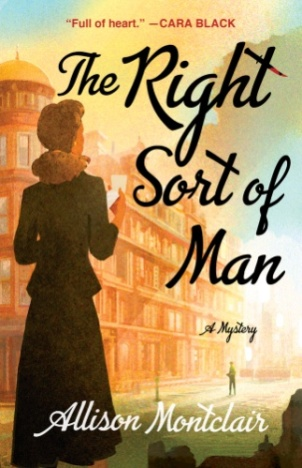 “Full of heart.” —CARA BLACK
The Right
Sort of
Man
A Mystery
Allison Montclair